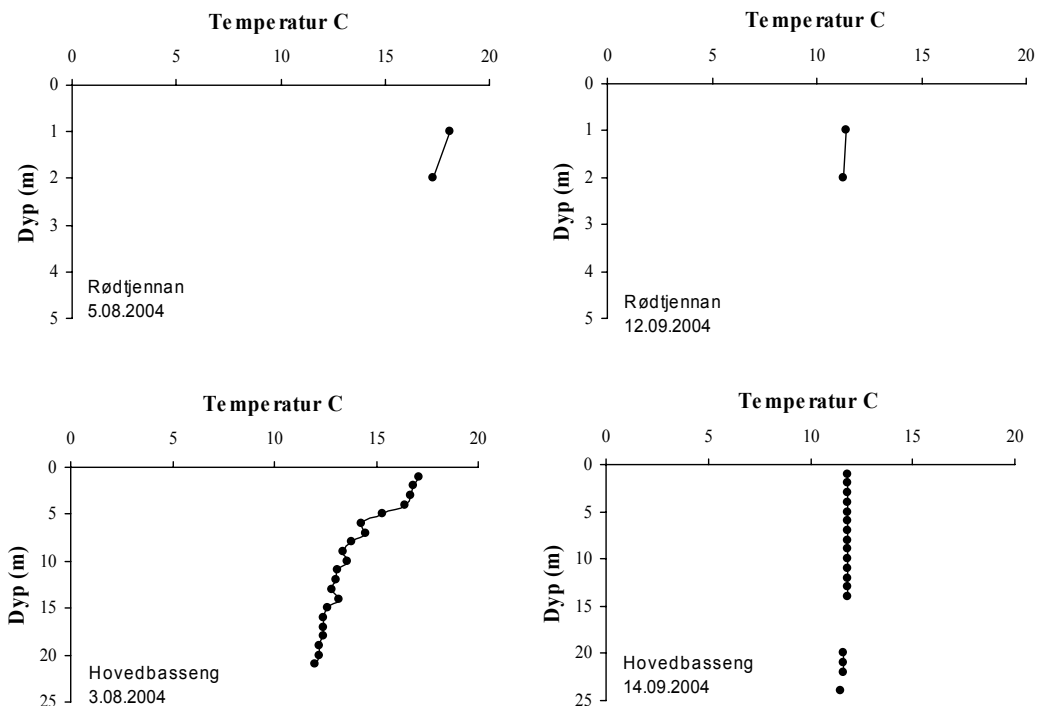 Temperatur C
0 5 10 15 20
0
1
2
3
4
5
Dyp (m)
Rødtjennan
5.08.2004
Temperatur C
0 5 10 15 20
0
1
2
3
4
5
Dyp (m)
Rødtjennan
12.09.2004
Temperatur C
0 5 10 15 20
0
5
10
15
20
25
Dyp (m)
Hovedbasseng
3.08.2004
Temperatur C
0 5 10 15 20
0
5
10
15
20
25
Dyp (m)
Hovedbasseng
14.09.2004